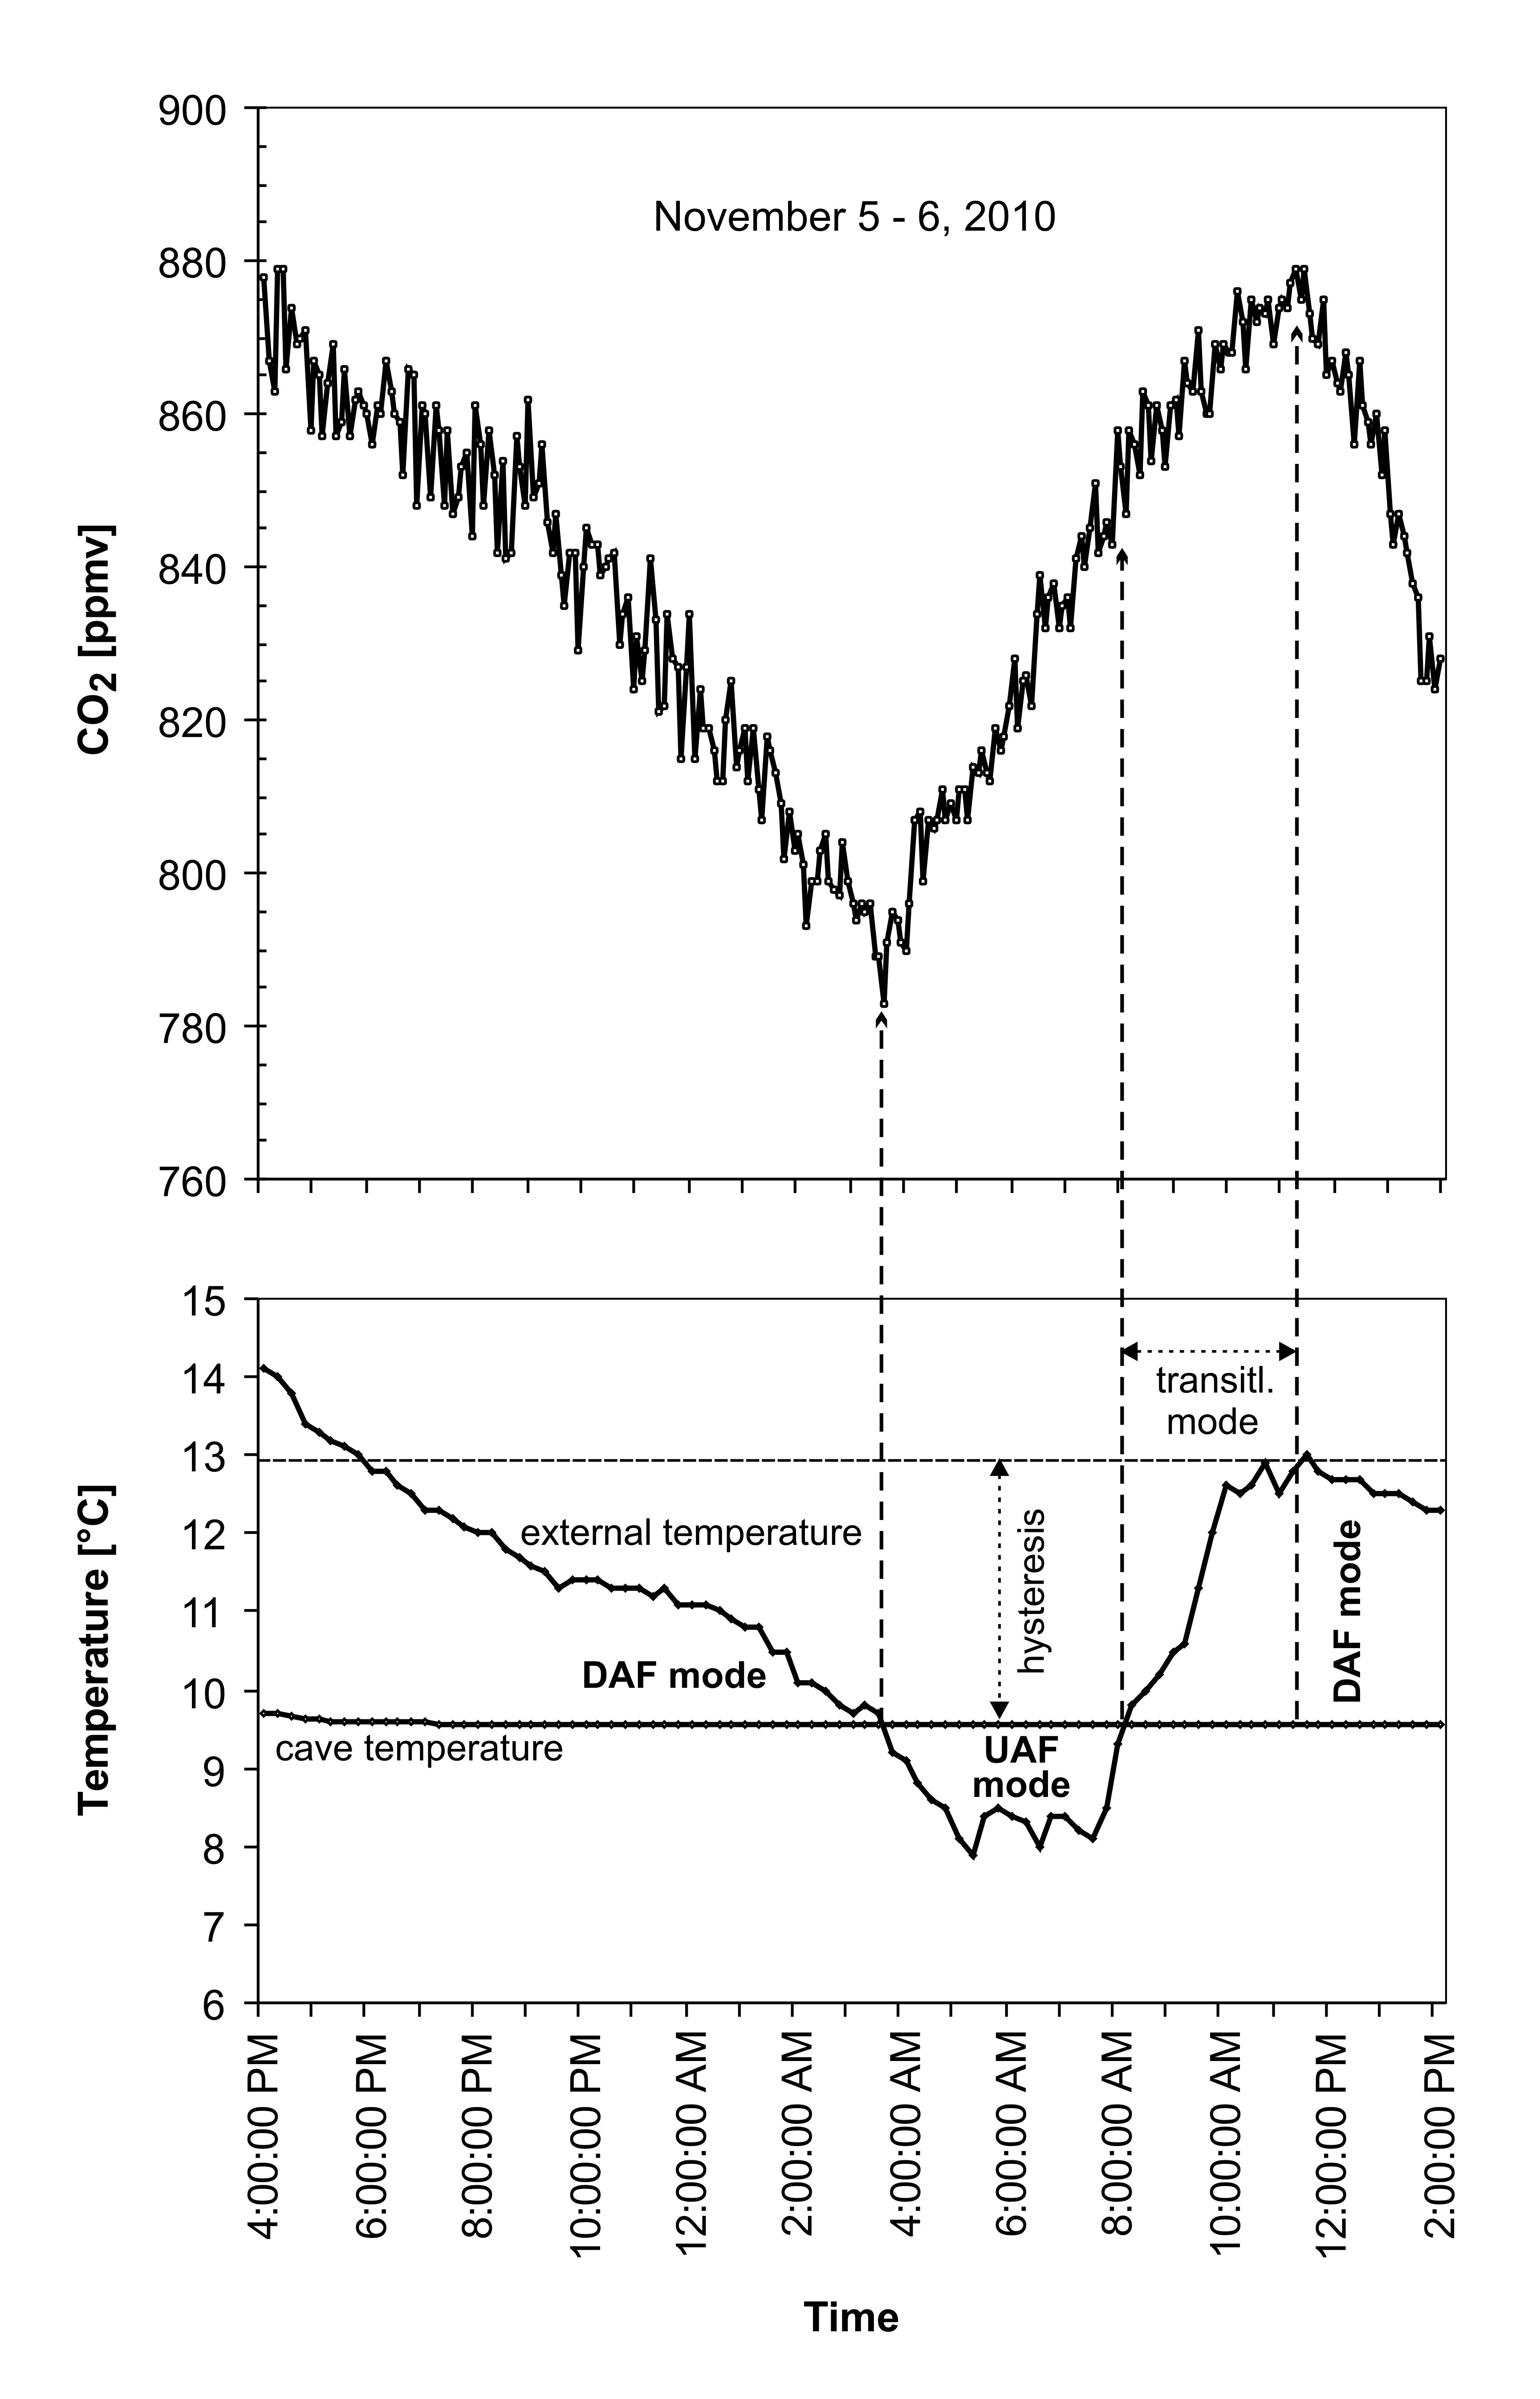 900
November 5 - 6, 2010
880
860
840
820
800
780
760
CO2 [ppmv]
15
14
13
12
11
10
9
8
7
6
Temperature [°C]
transitl.
mode
external temperature
hysteresis
DAF mode
DAF mode
cave temperature
UAF
mode
4:00:00 PM
6:00:00 PM
8:00:00 PM
10:00:00 PM
12:00:00 AM
2:00:00 AM
4:00:00 AM
6:00:00 AM
8:00:00 AM
10:00:00 AM
12:00:00 PM
2:00:00 PM
Time